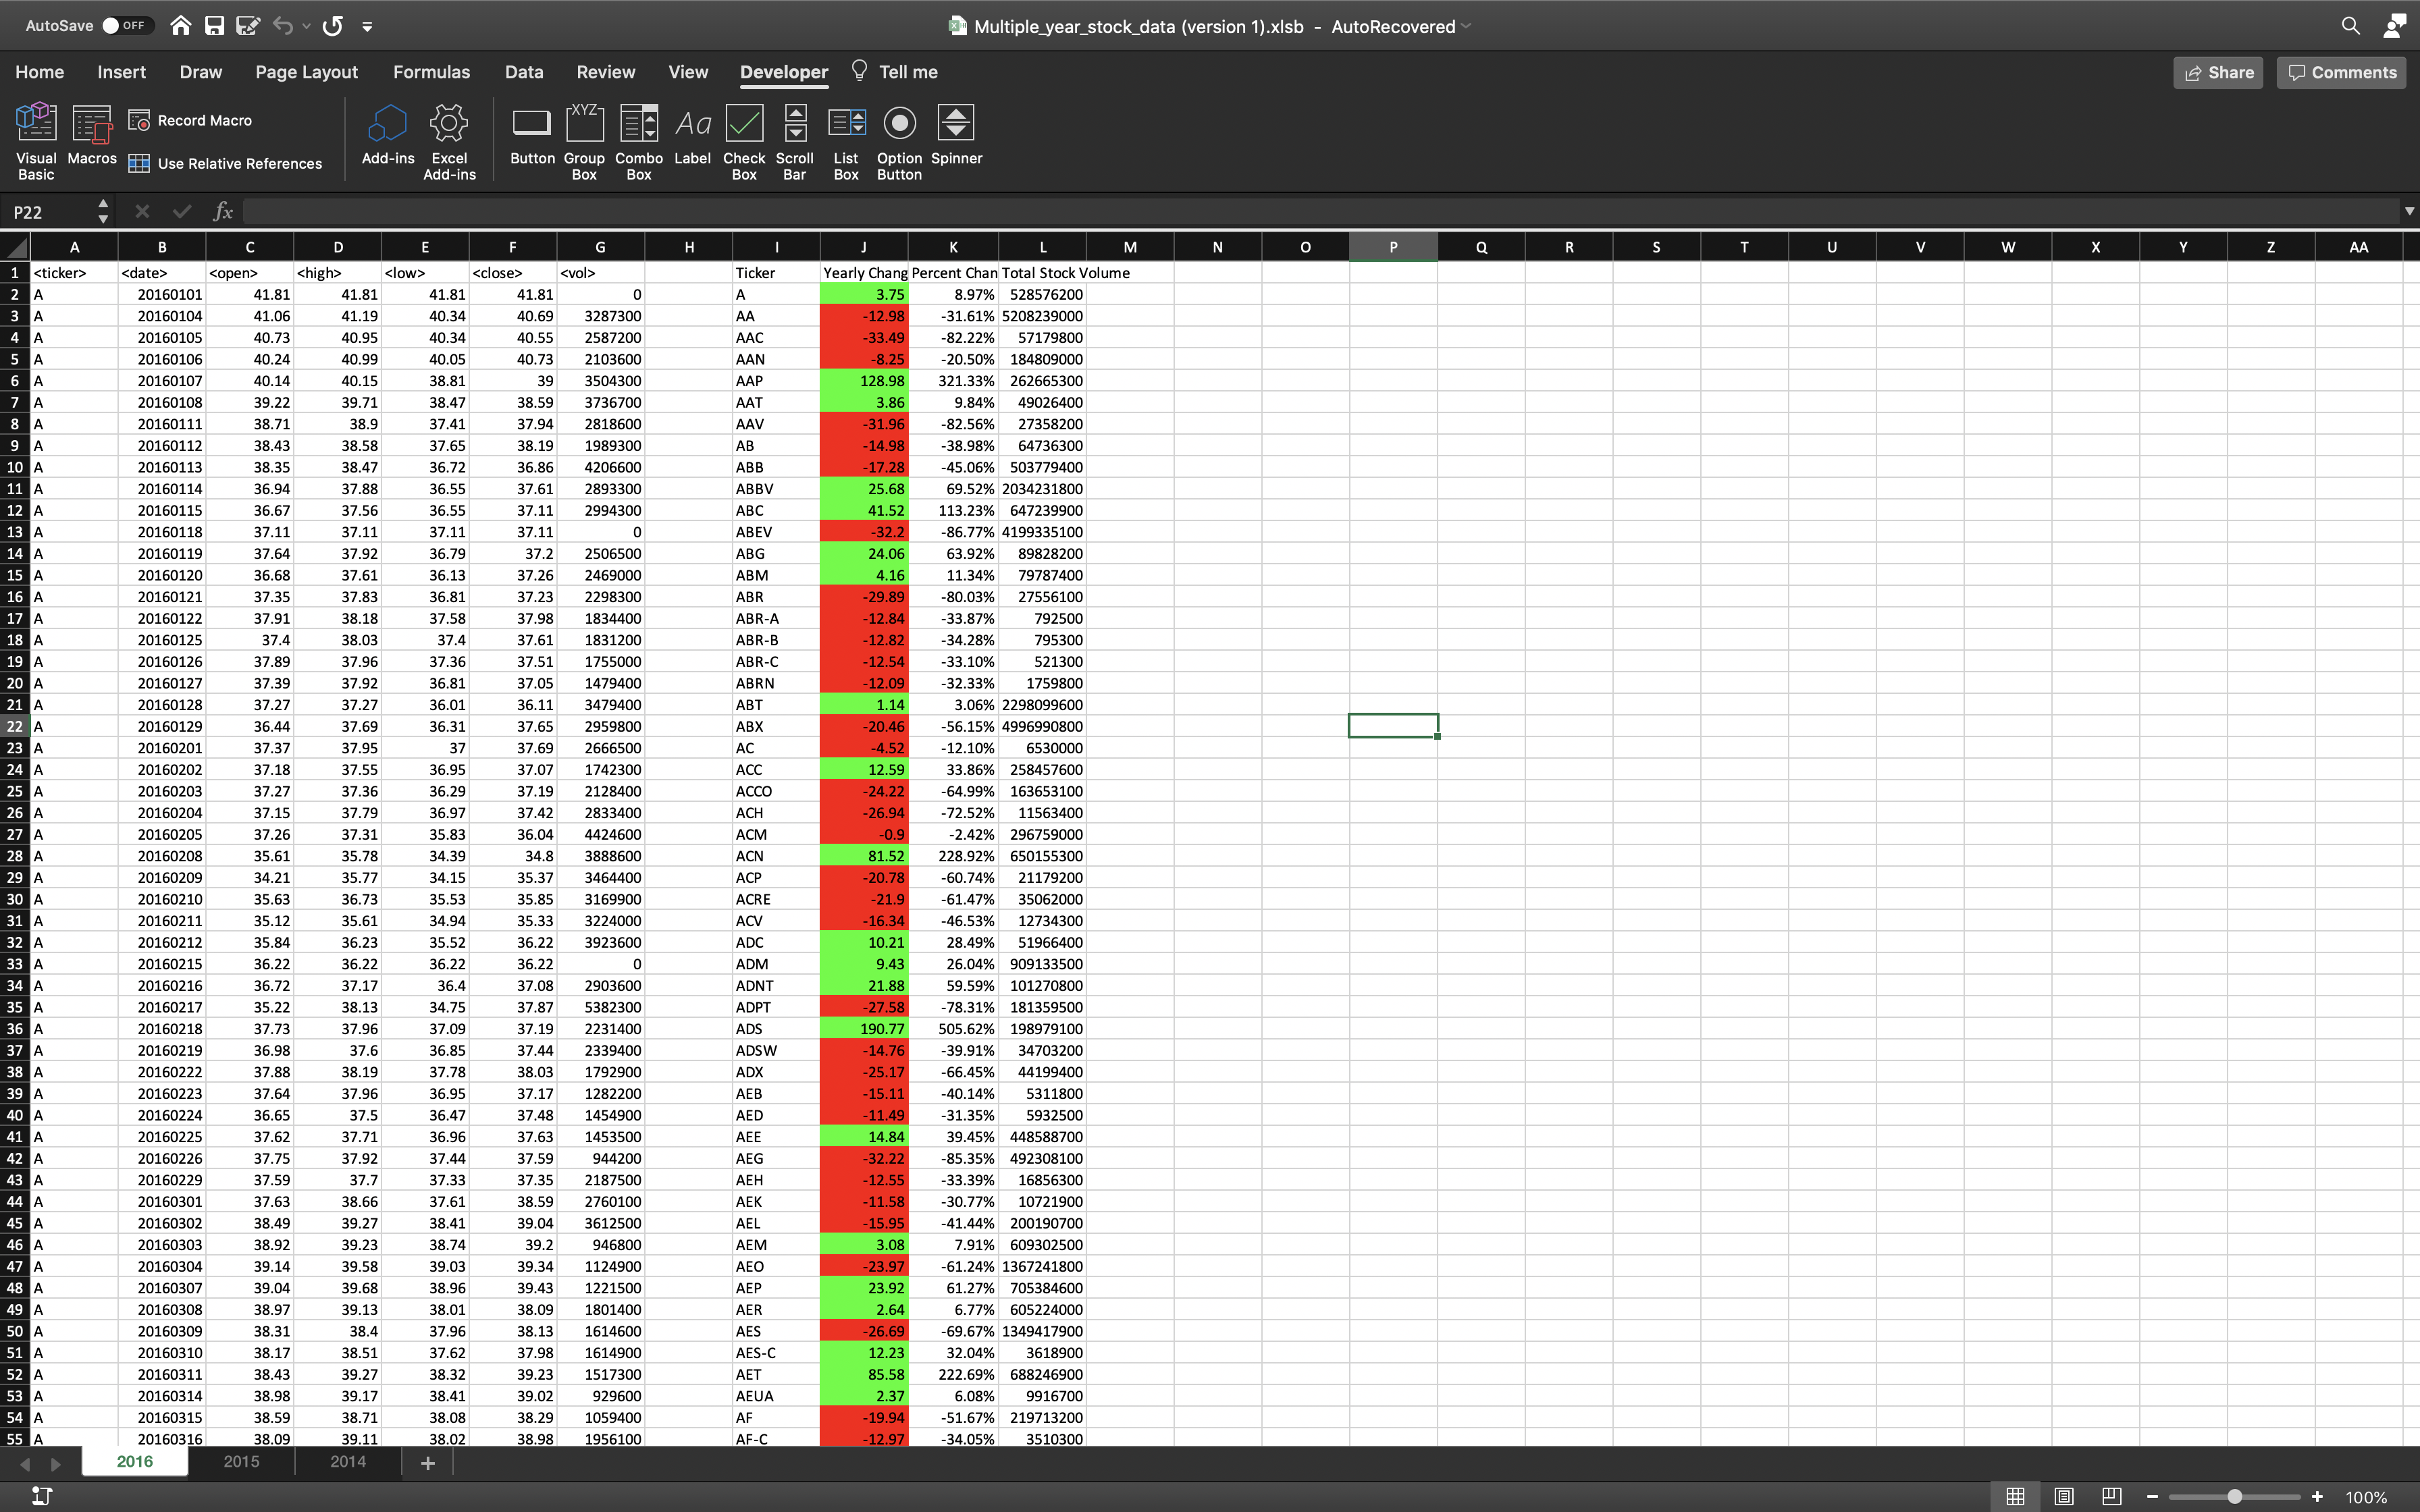 AutoSave OFF Multiple_year_stock_data (version 1).xlsb - AutoRecovered
Home Insert Draw Page Layout Formulas Data Review View Developer Tell me Share Comments
Visual Basic Macros Record Macro Use Relative References Add-ins Excel Add-ins Button XYZ Group Box Combo Box Aa Label Check Box Scroll Bar List Box Option Button Spinner
P22 fx
A B C D E F G H I J K L M N O P Q R S T U V W X Y Z AA
1 <ticker> <date> <open> <high> <low> <close> <vol> Ticker Yearly Chang Percent Chan Total Stock Volume
2 A 20160101 41.81 41.81 41.81 41.81 0 A 3.75 8.97% 528576200
3 A 20160104 41.06 41.19 40.34 40.69 3287300 AA -12.98 -31.61% 5208239000
4 A 20160105 40.73 40.95 40.34 40.55 2587200 AAC -33.49 -82.22% 57179800
5 A 20160106 40.24 40.99 40.05 40.73 2103600 AAN -8.25 -20.50% 184809000
6 A 20160107 40.14 40.15 38.81 39 3504300 AAP 128.98 321.33% 262665300
7 A 20160108 39.22 39.71 38.47 38.59 3736700 AAT 3.86 9.84% 49026400
8 A 20160111 38.71 38.9 37.41 37.94 2818600 AAV -31.96 -82.56% 27358200
9 A 20160112 38.43 38.58 37.65 38.19 1989300 AB -14.98 -38.98% 64736300
10 A 20160113 38.35 38.47 36.72 36.86 4206600 ABB -17.28 -45.06% 503779400
11 A 20160114 36.94 37.88 36.55 37.61 2893300 ABBV 25.68 69.52% 2034231800
12 A 20160115 36.67 37.56 36.55 37.11 2994300 ABC 41.52 113.23% 647239900
13 A 20160118 37.11 37.11 37.11 37.11 0 ABEV -32.2 -86.77% 4199335100
14 A 20160119 37.64 37.92 36.79 37.2 2506500 ABG 24.06 63.92% 89828200
15 A 20160120 36.68 37.61 36.13 37.26 2469000 ABM 4.16 11.34% 79787400
16 A 20160121 37.35 37.83 36.81 37.23 2298300 ABR -29.89 -80.03% 27556100
17 A 20160122 37.91 38.18 37.58 37.98 1834400 ABR-A -12.84 -33.87% 792500
18 A 20160125 37.4 38.03 37.4 37.61 1831200 ABR-B -12.82 -34.28% 795300
19 A 20160126 37.89 37.96 37.36 37.51 1755000 ABR-C -12.54 -33.10% 521300
20 A 20160127 37.39 37.92 36.81 37.05 1479400 ABRN -12.09 -32.33% 1759800
21 A 20160128 37.27 37.27 36.01 36.11 3479400 ABT 1.14 3.06% 2298099600
22 A 20160129 36.44 37.69 36.31 37.65 2959800 ABX -20.46 -56.15% 4996990800
23 A 20160201 37.37 37.95 37 37.69 2666500 AC -4.52 -12.10% 6530000
24 A 20160202 37.18 37.55 36.95 37.07 1742300 ACC 12.59 33.86% 258457600
25 A 20160203 37.27 37.36 36.29 37.19 2128400 ACCO -24.22 -64.99% 163653100
26 A 20160204 37.15 37.79 36.97 37.42 2833400 ACH -26.94 -72.52% 11563400
27 A 20160205 37.26 37.31 35.83 36.04 4424600 ACM -0.9 -2.42% 296759000
28 A 20160208 35.61 35.78 34.39 34.8 3888600 ACN 81.52 228.92% 650155300
29 A 20160209 34.21 35.77 34.15 35.37 3464400 ACP -20.78 -60.74% 21179200
30 A 20160210 35.63 36.73 35.53 35.85 3169900 ACRE -21.9 -61.47% 35062000
31 A 20160211 35.12 35.61 34.94 35.33 3224000 ACV -16.34 -46.53% 12734300
32 A 20160212 35.84 36.23 35.52 36.22 3923600 ADC 10.21 28.49% 51966400
33 A 20160215 36.22 36.22 36.22 36.22 0 ADM 9.43 26.04% 909133500
34 A 20160216 36.72 37.17 36.4 37.08 2903600 ADNT 21.88 59.59% 101270800
35 A 20160217 35.22 38.13 34.75 37.87 5382300 ADPT -27.58 -78.31% 181359500
36 A 20160218 37.73 37.96 37.09 37.19 2231400 ADS 190.77 505.62% 198979100
37 A 20160219 36.98 37.6 36.85 37.44 2339400 ADSW -14.76 -39.91% 34703200
38 A 20160222 37.88 38.19 37.78 38.03 1792900 ADX -25.17 -66.45% 44199400
39 A 20160223 37.64 37.96 36.95 37.17 1282200 AEB -15.11 -40.14% 5311800
40 A 20160224 36.65 37.5 36.47 37.48 1454900 AED -11.49 -31.35% 5932500
41 A 20160225 37.62 37.71 36.96 37.63 1453500 AEE 14.84 39.45% 448588700
42 A 20160226 37.75 37.92 37.44 37.59 944200 AEG -32.22 -85.35% 492308100
43 A 20160229 37.59 37.7 37.33 37.35 2187500 AEH -12.55 -33.39% 16856300
44 A 20160301 37.63 38.66 37.61 38.59 2760100 AEK -11.58 -30.77% 10721900
45 A 20160302 38.49 39.27 38.41 39.04 3612500 AEL -15.95 -41.44% 200190700
46 A 20160303 38.92 39.23 38.74 39.2 946800 AEM 3.08 7.91% 609302500
47 A 20160304 39.14 39.58 39.03 39.34 1124900 AEO -23.97 -61.24% 1367241800
48 A 20160307 39.04 39.68 38.96 39.43 1221500 AEP 23.92 61.27% 705384600
49 A 20160308 38.97 39.13 38.01 38.09 1801400 AER 2.64 6.77% 605224000
50 A 20160309 38.31 38.4 37.96 38.13 1614600 AES -26.69 -69.67% 1349417900
51 A 20160310 38.17 38.51 37.62 37.98 1614900 AES-C 12.23 32.04% 3618900
52 A 20160311 38.43 39.27 38.32 39.23 1517300 AET 85.58 222.69% 688246900
53 A 20160314 38.98 39.17 38.41 39.02 929600 AEUA 2.37 6.08% 9916700
54 A 20160315 38.59 38.71 38.08 38.29 1059400 AF -19.94 -51.67% 219713200
55 A 20160316 38.09 39.11 38.02 38.98 1956100 AF-C -12.97 -34.05% 3510300
2016 2015 2014 +
100%